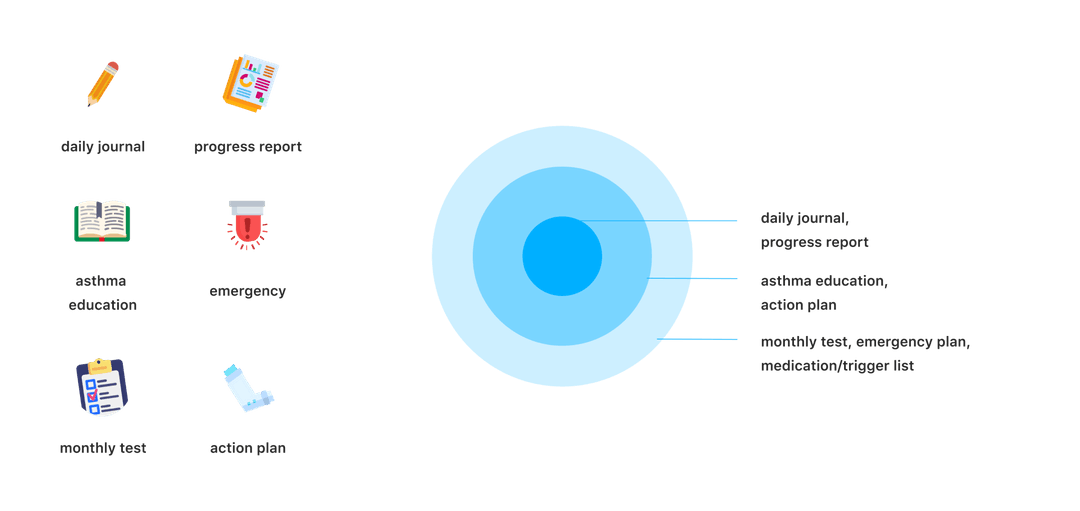 daily journal
progress report
asthma
education
emergency
monthly test
action plan
daily journal,
progress report
asthma education,
action plan
monthly test, emergency plan,
medication/trigger list